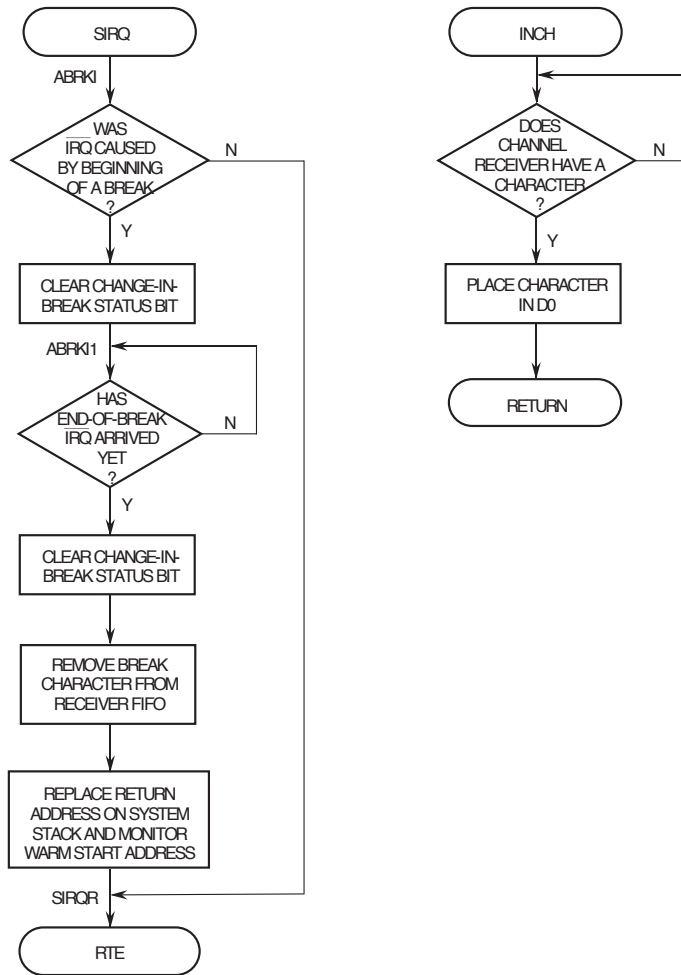 SIRQ
ABRKI
WAS
IRQ CAUSED
BY BEGINNING
OF A BREAK
?
N
Y
CLEAR CHANGE-IN-
BREAK STATUS BIT
ABRKI1
HAS
END-OF-BREAK
IRQ ARRIVED
YET
?
N
Y
CLEAR CHANGE-IN-
BREAK STATUS BIT
REMOVE BREAK
CHARACTER FROM
RECEIVER FIFO
REPLACE RETURN
ADDRESS ON SYSTEM
STACK AND MONITOR
WARM START ADDRESS
SIRQR
RTE
INCH
DOES
CHANNEL
RECEIVER HAVE A
CHARACTER
?
N
Y
PLACE CHARACTER
IN D0
RETURN